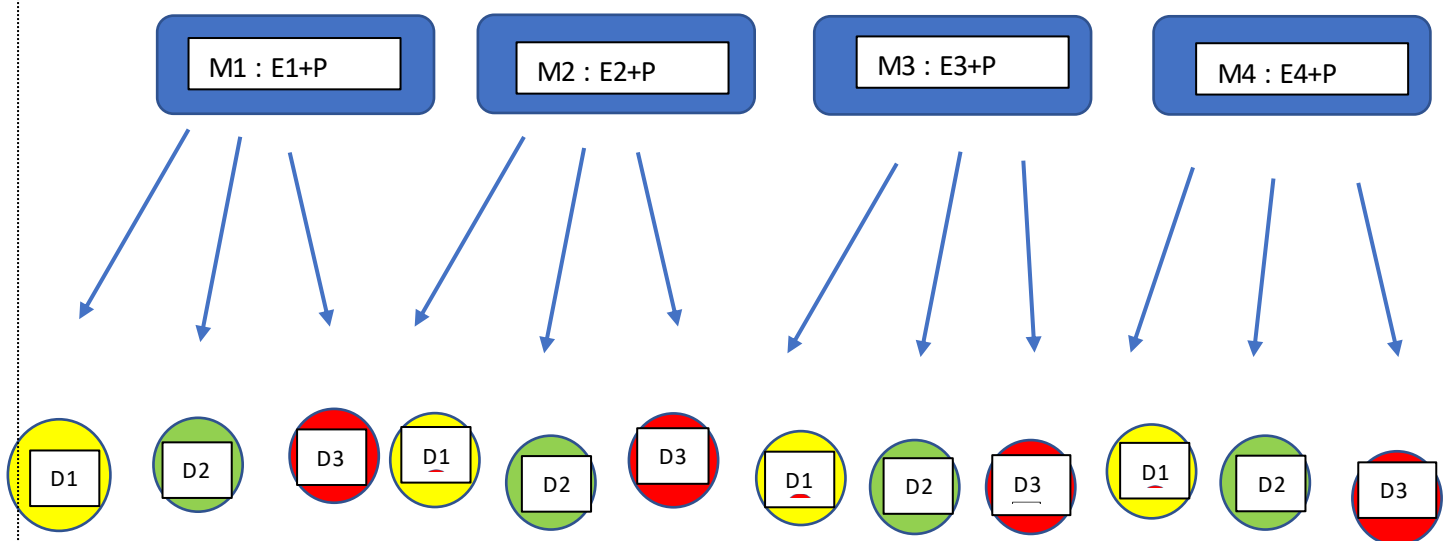 M1 : E1+P
M2 : E2+P
M3 : E3+P
M4 : E4+P
D1
D2
D3
D1
D2
D3
D1
D2
D3
D1
D2
D3